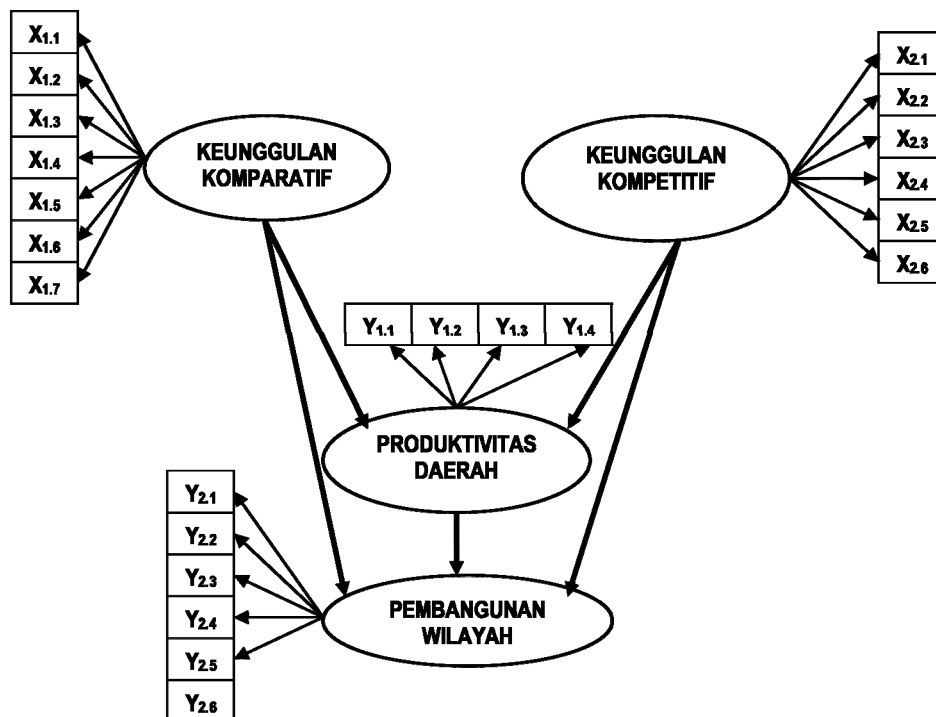 X1.1
X1.2
X1.3
X1.4
X1.5
X1.6
X1.7
KEUNGGULAN
KOMPARATIF
KEUNGGULAN
KOMPETITIF
X2.1
X2.2
X2.3
X2.4
X2.5
X2.6
Y1.1 Y1.2 Y1.3 Y1.4
PRODUKTIVITAS
DAERAH
Y2.1
Y2.2
Y2.3
Y2.4
Y2.5
Y2.6
PEMBANGUNAN
WILAYAH